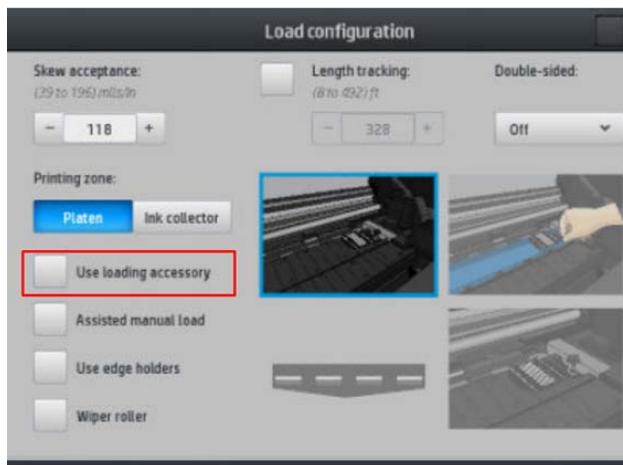 Load configuration
Skew acceptance:
(39 to 196) mils/in
- 118 +
Length tracking:
(8 to 492) ft
- 328 +
Double-sided:
Off
Printing zone:
Platen
Ink collector
Use loading accessory
Assisted manual load
Use edge holders
Wiper roller